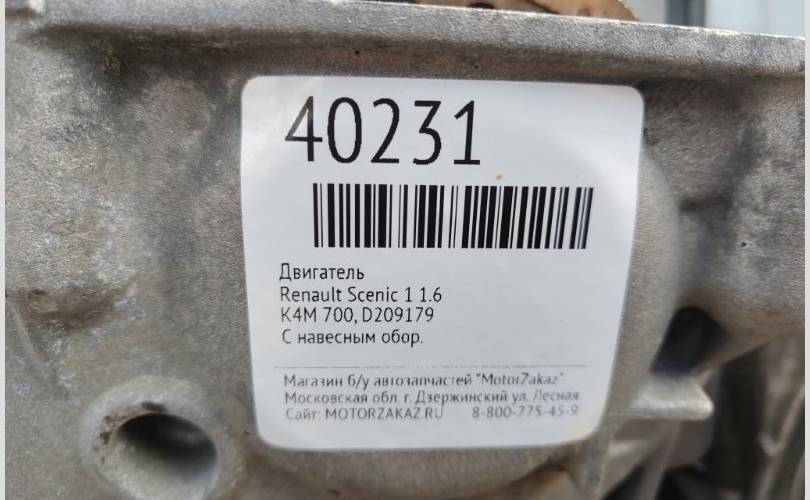 40231
Двигатель
Renault Scenic 1 1.6
K4M 700, D209179
С навесным обор.
Магазин б/у автозапчастей "MotorZakaz"
Московская обл. г. Дзержинский ул. Лесная
Сайт: MOTORZAKAZ.RU 8-800-775-45-9